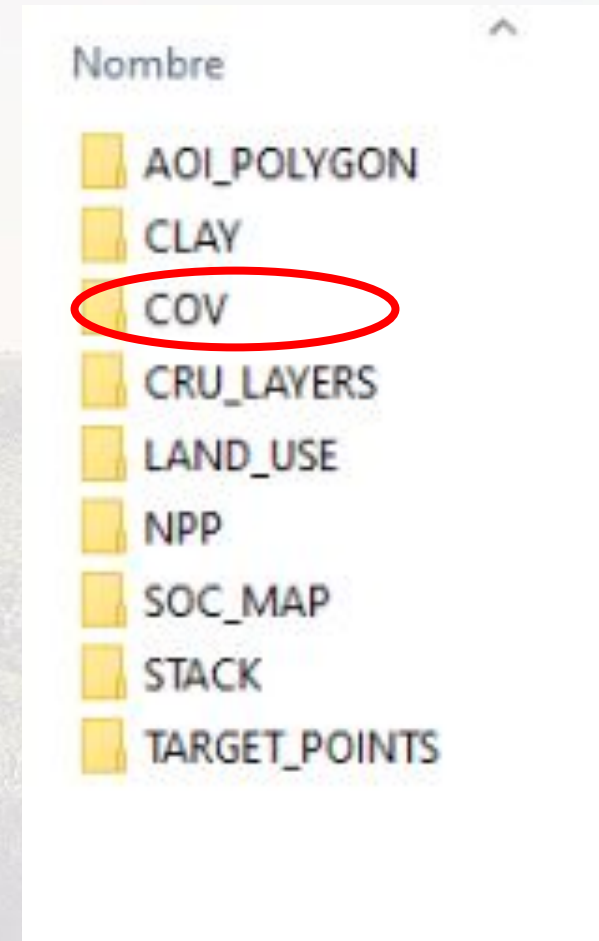 Nombre
AOI_POLYGON
CLAY
COV
CRU_LAYERS
LAND_USE
NPP
SOC_MAP
STACK
TARGET_POINTS